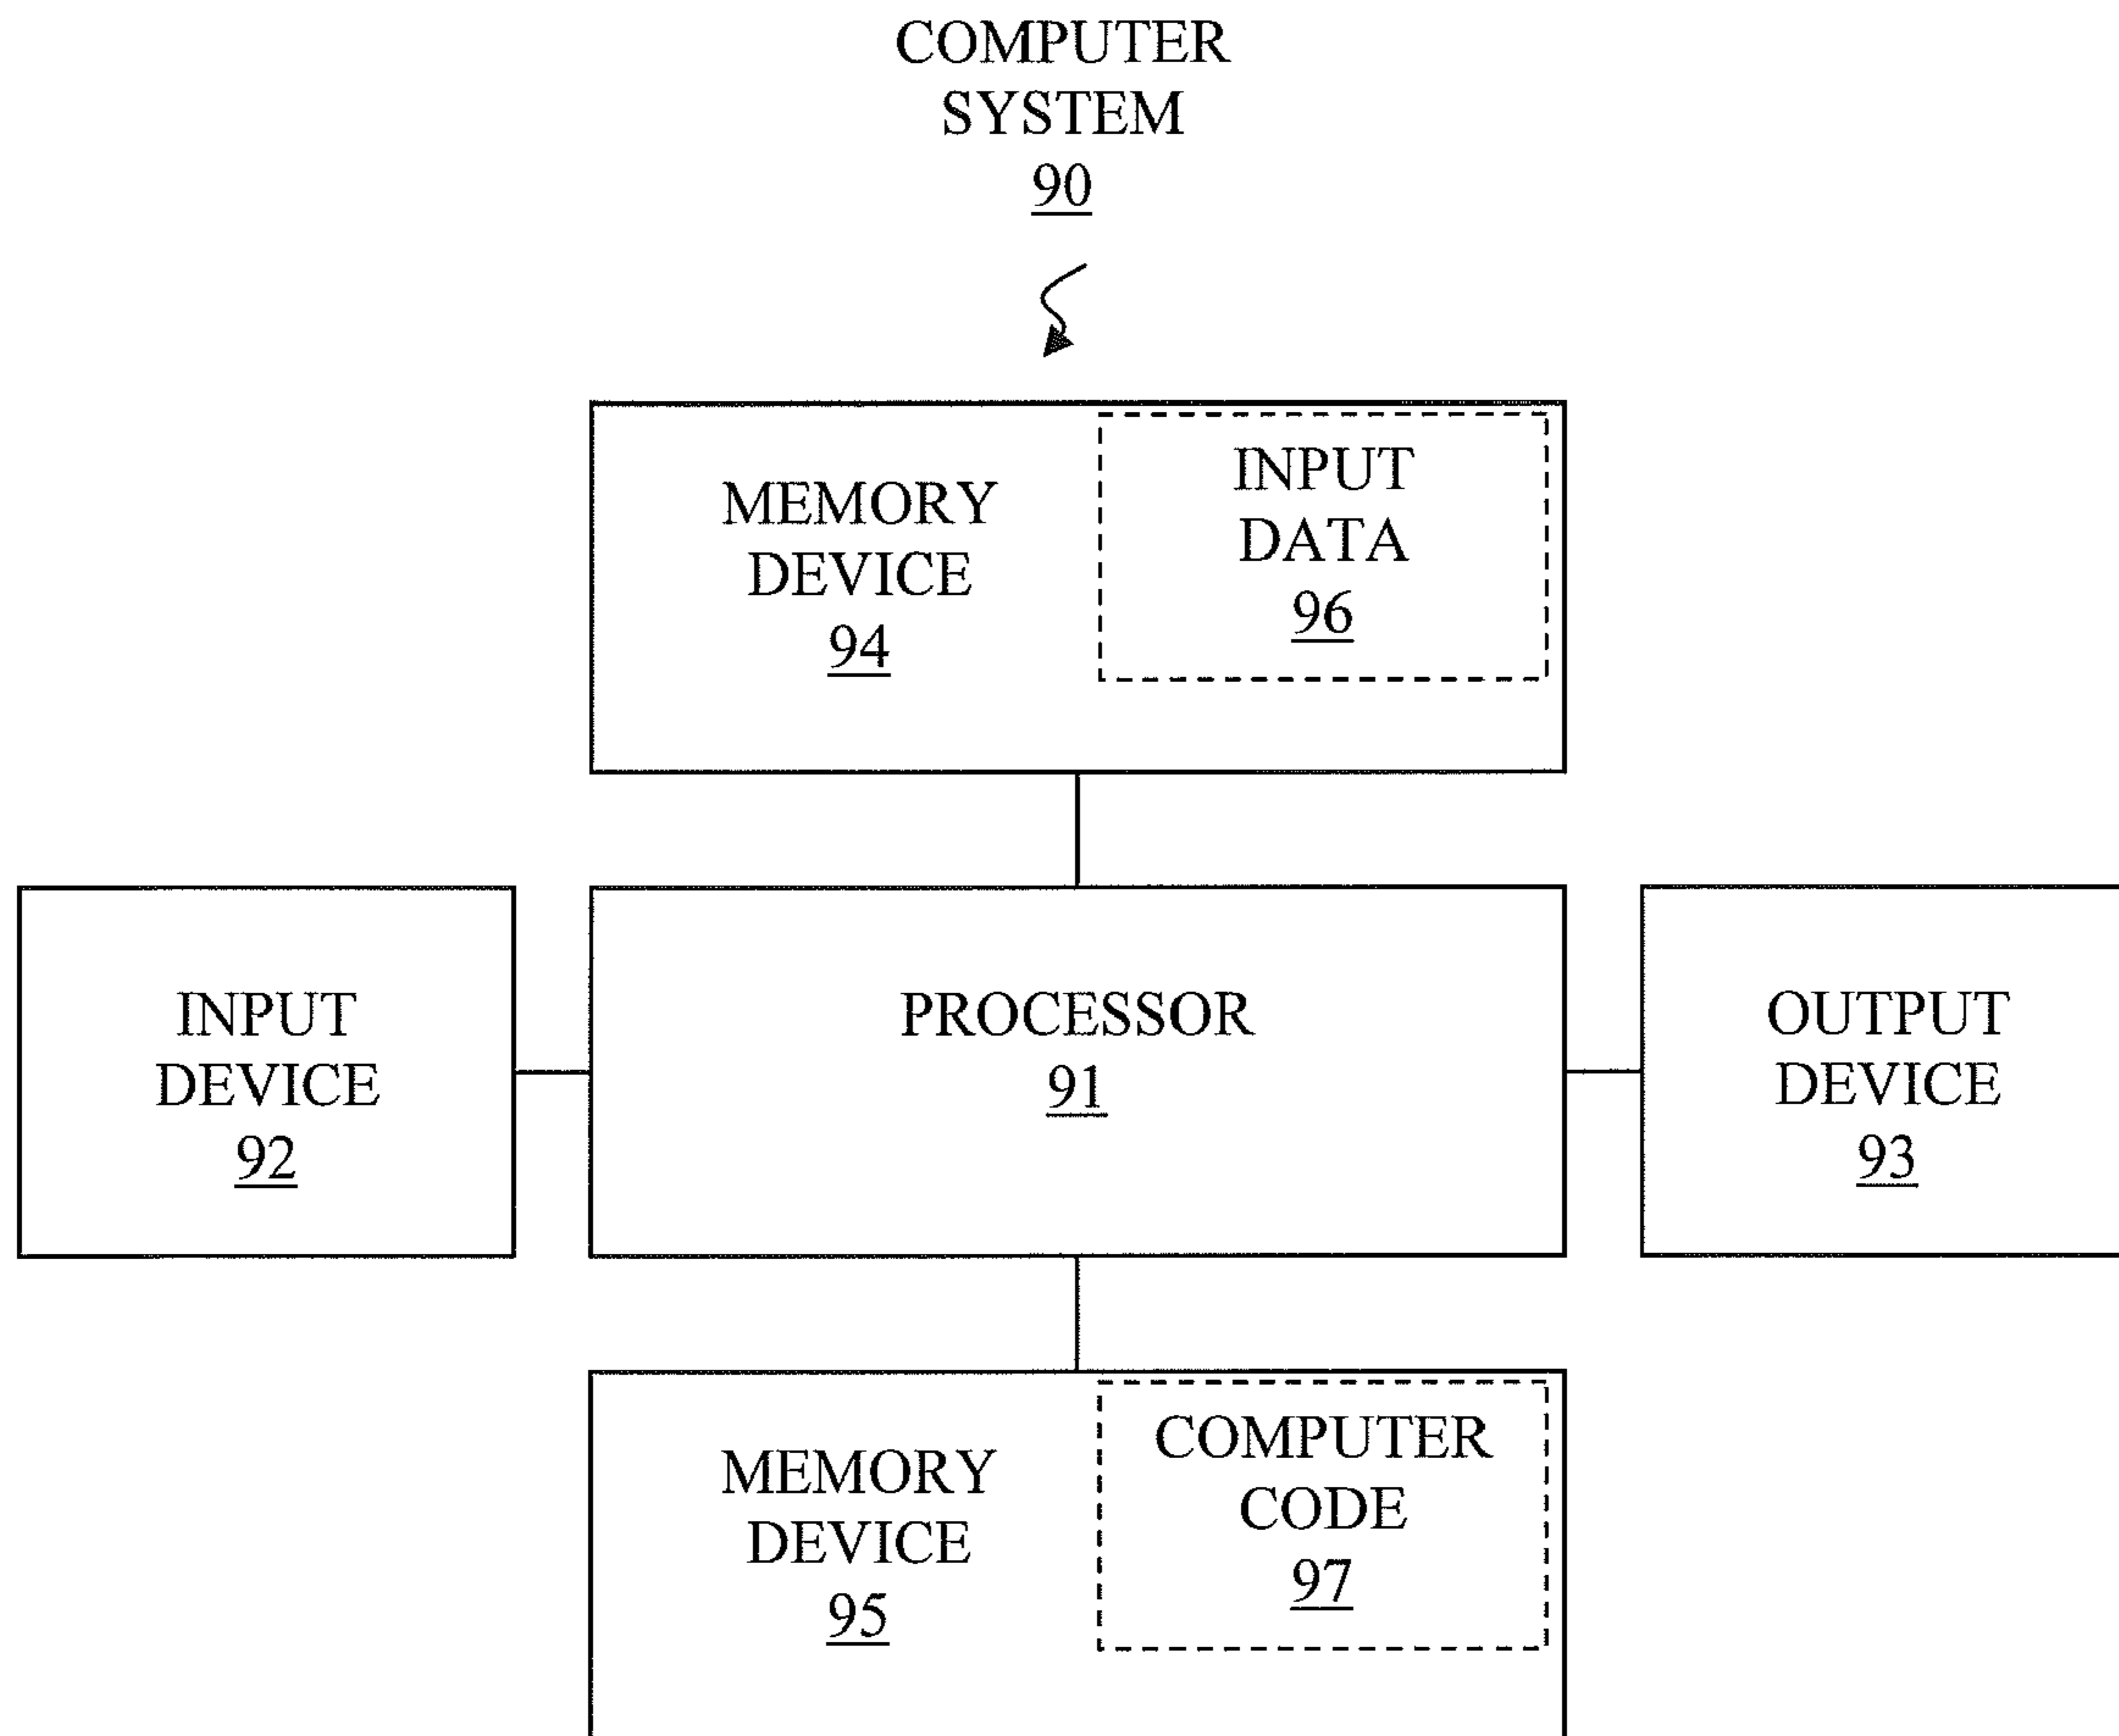 COMPUTER
SYSTEM
90
MEMORY
DEVICE
94
INPUT
DATA
96
INPUT
DEVICE
92
PROCESSOR
91
OUTPUT
DEVICE
93
MEMORY
DEVICE
95
COMPUTER
CODE
97